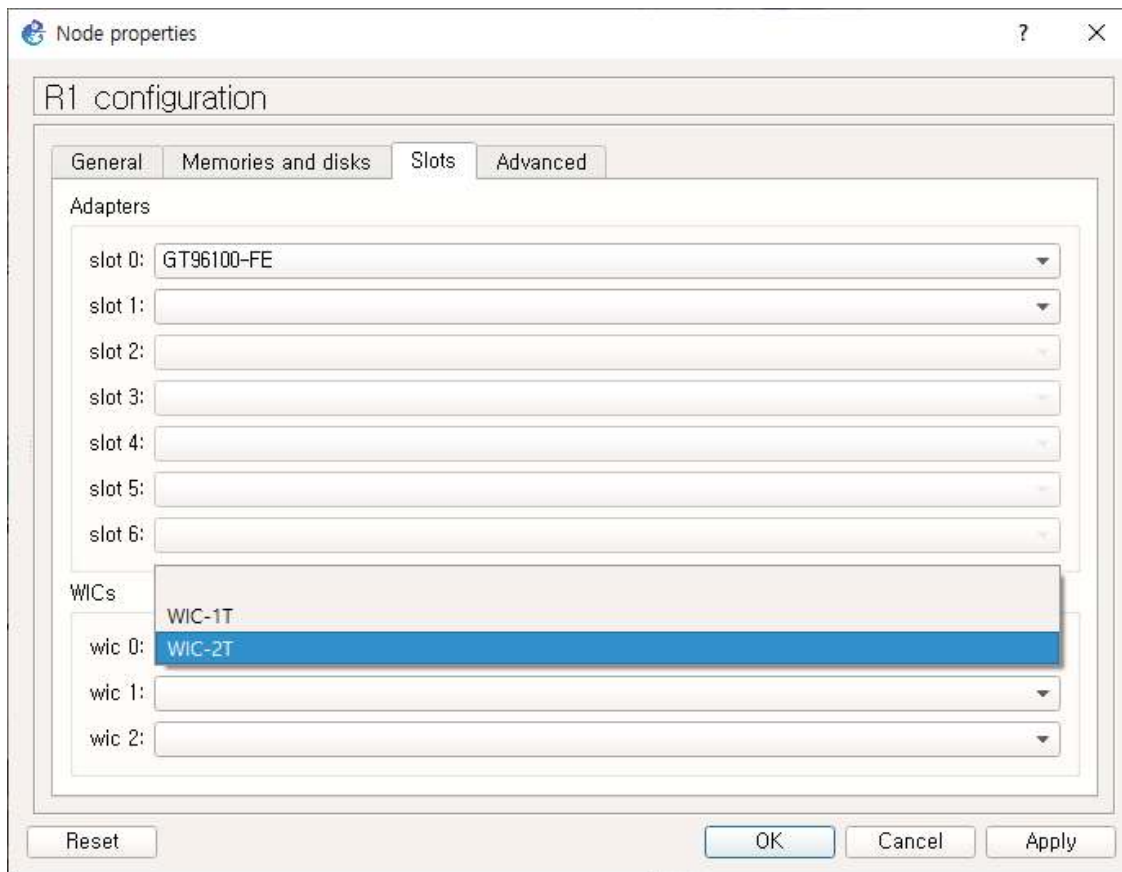 Node properties
R1 configuration
General Memories and disks Slots Advanced
Adapters
slot 0: GT96100-FE
slot 1:
slot 2:
slot 3:
slot 4:
slot 5:
slot 6:
WICs
WIC-1T
wic 0: WIC-2T
wic 1:
wic 2:
Reset OK Cancel Apply